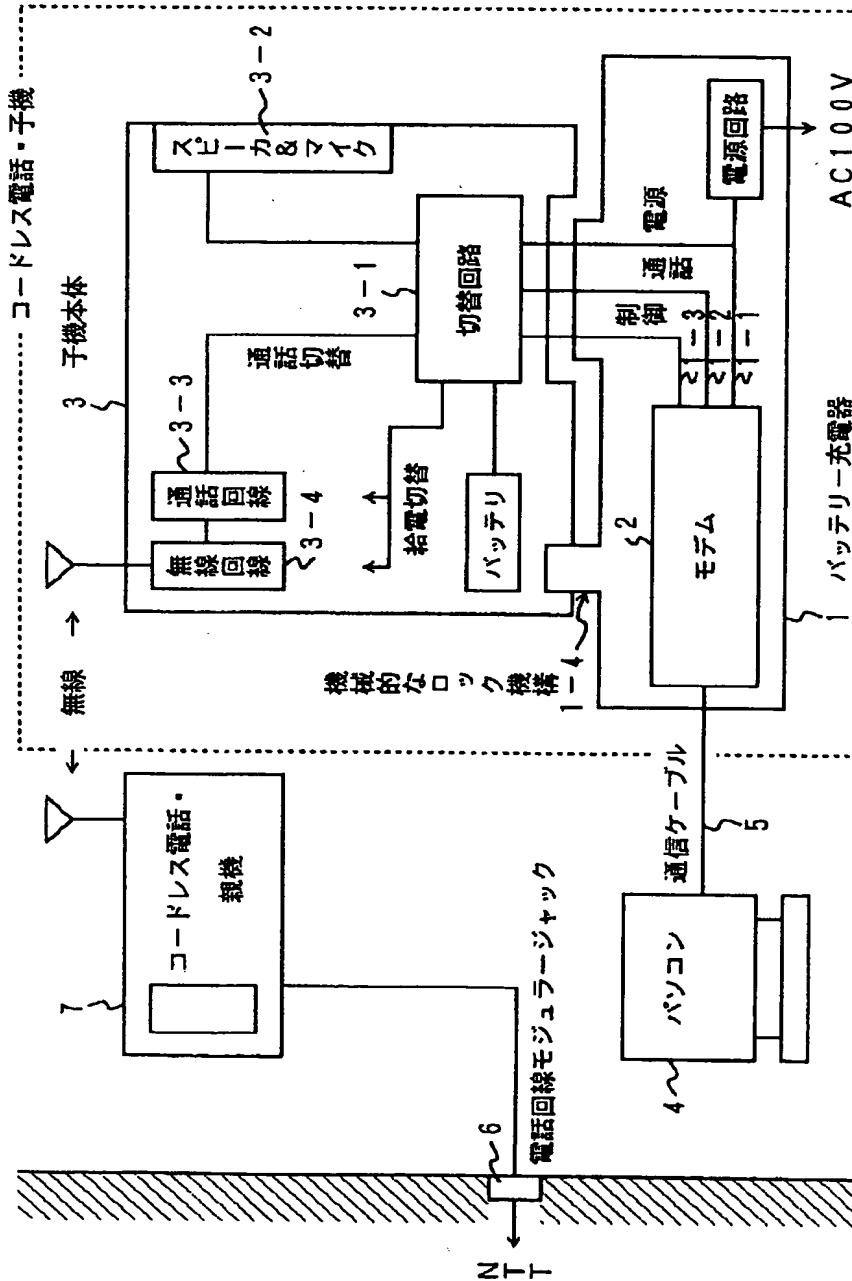 コードレス電話・子機
3 子機本体
スピーカ&マイク
3-2
通話回線
3-3
無線回線
3-4
通話切替
3-1
切替回路
給電切替
バッテリ
無線
機械的なロック機構
1-4
電源
通話
制御
電源回路
AC100V
1-3
1-2
1-1
2
モデム
1 バッテリー充電器
7
コードレス電話・
親機
通信ケーブル
5
パソコン
4
電話回線モジュラージャック
6
NTT